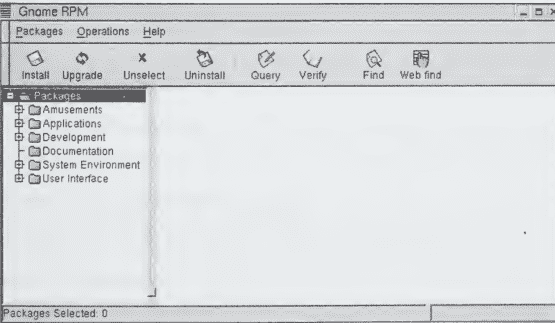 Gnome RPM
Packages Operations Help
Install Upgrade Unselect Uninstall Query Verify Find Web find
Packages
Amusements
Applications
Development
Documentation
System Environment
User Interface
Packages Selected: 0